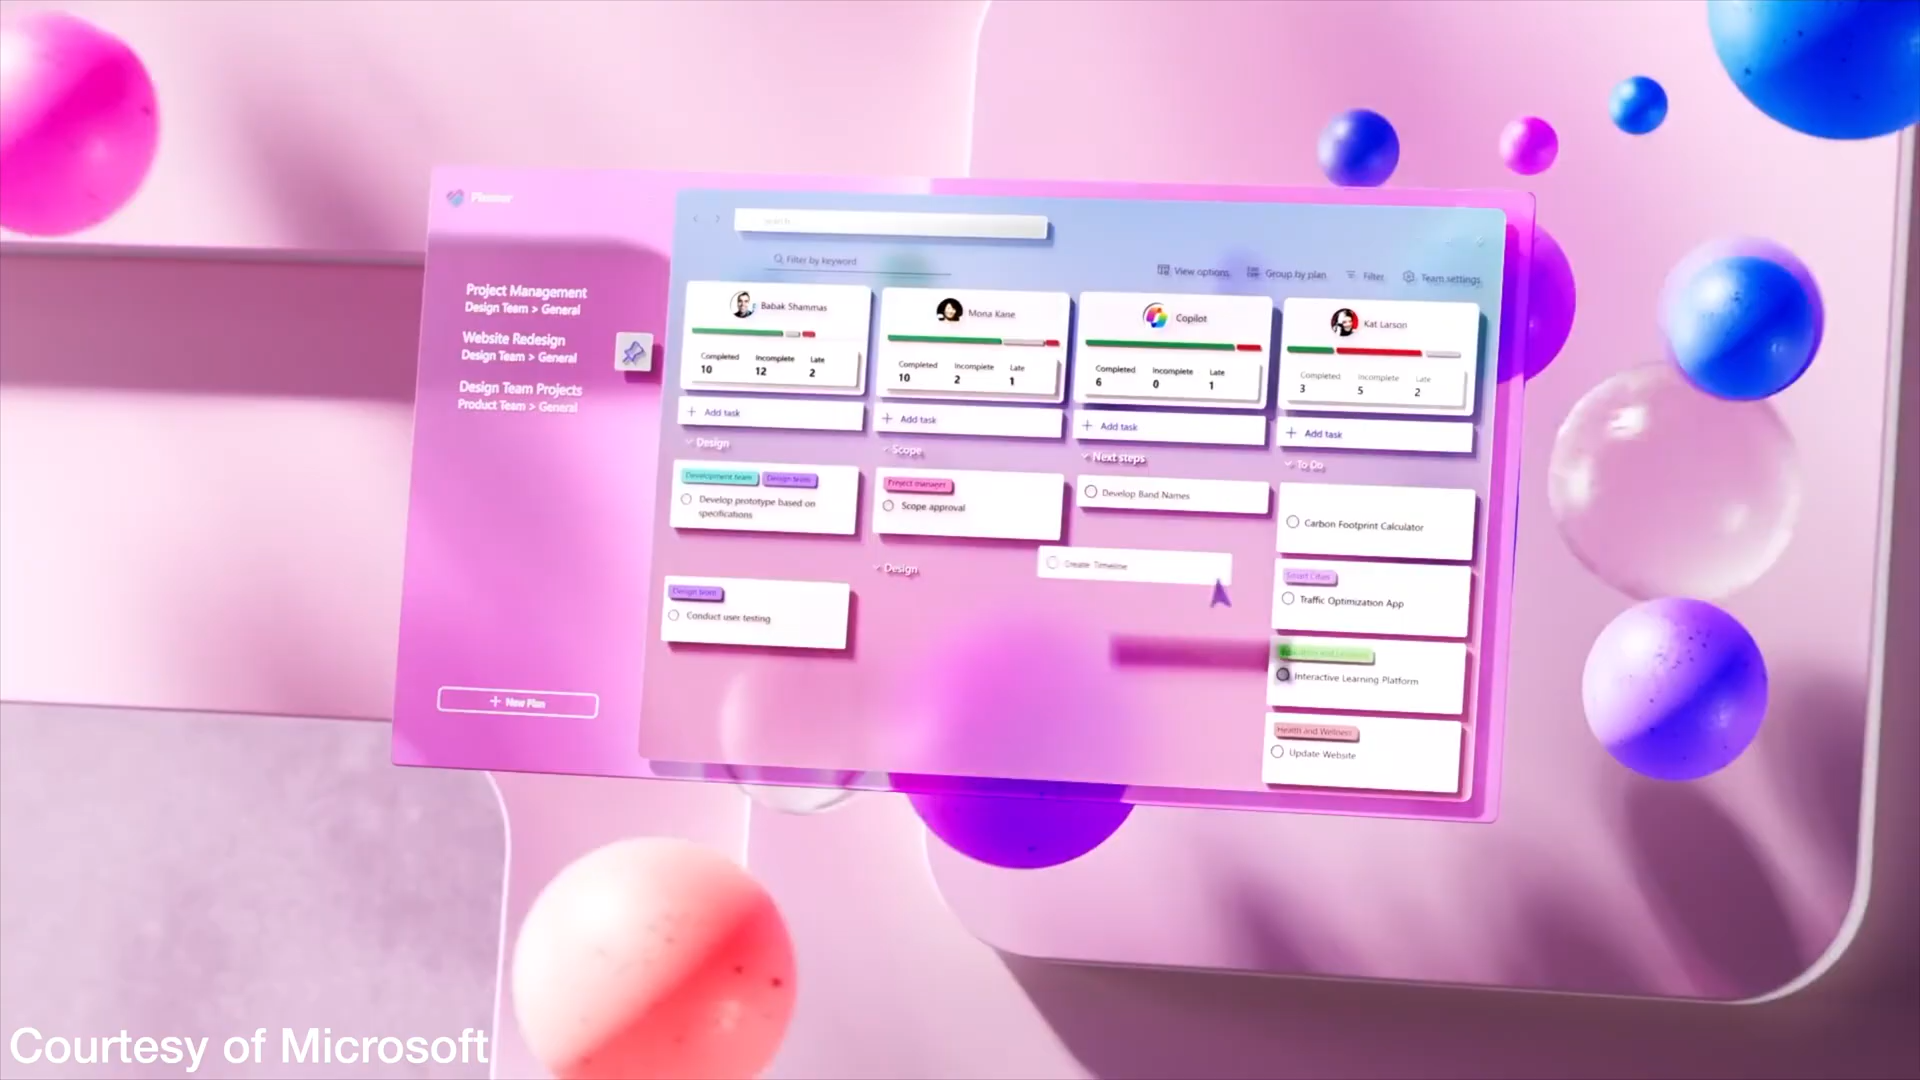 Planner
Search
Filter by keyword
View options
Group by plan
Filter
Team settings
Project Management
Design Team > General
Website Redesign
Design Team > General
Design Team Projects
Product Team > General
+ New Plan
Babak Shammas
Completed Incomplete Late
10 12 2
+ Add task
Design
Development team Design team
Develop prototype based on
specifications
Design team
Conduct user testing
Mona Kane
Completed Incomplete Late
10 2 1
+ Add task
Scope
Project manager
Scope approval
Design
Copilot
Completed Incomplete Late
6 0 1
+ Add task
Next steps
Develop Band Names
Create Timeline
Kat Larson
Completed Incomplete Late
3 5 2
+ Add task
To Do
Carbon Footprint Calculator
Smart Cities
Traffic Optimization App
Education and Learning
Interactive Learning Platform
Health and Wellness
Update Website
Courtesy of Microsoft